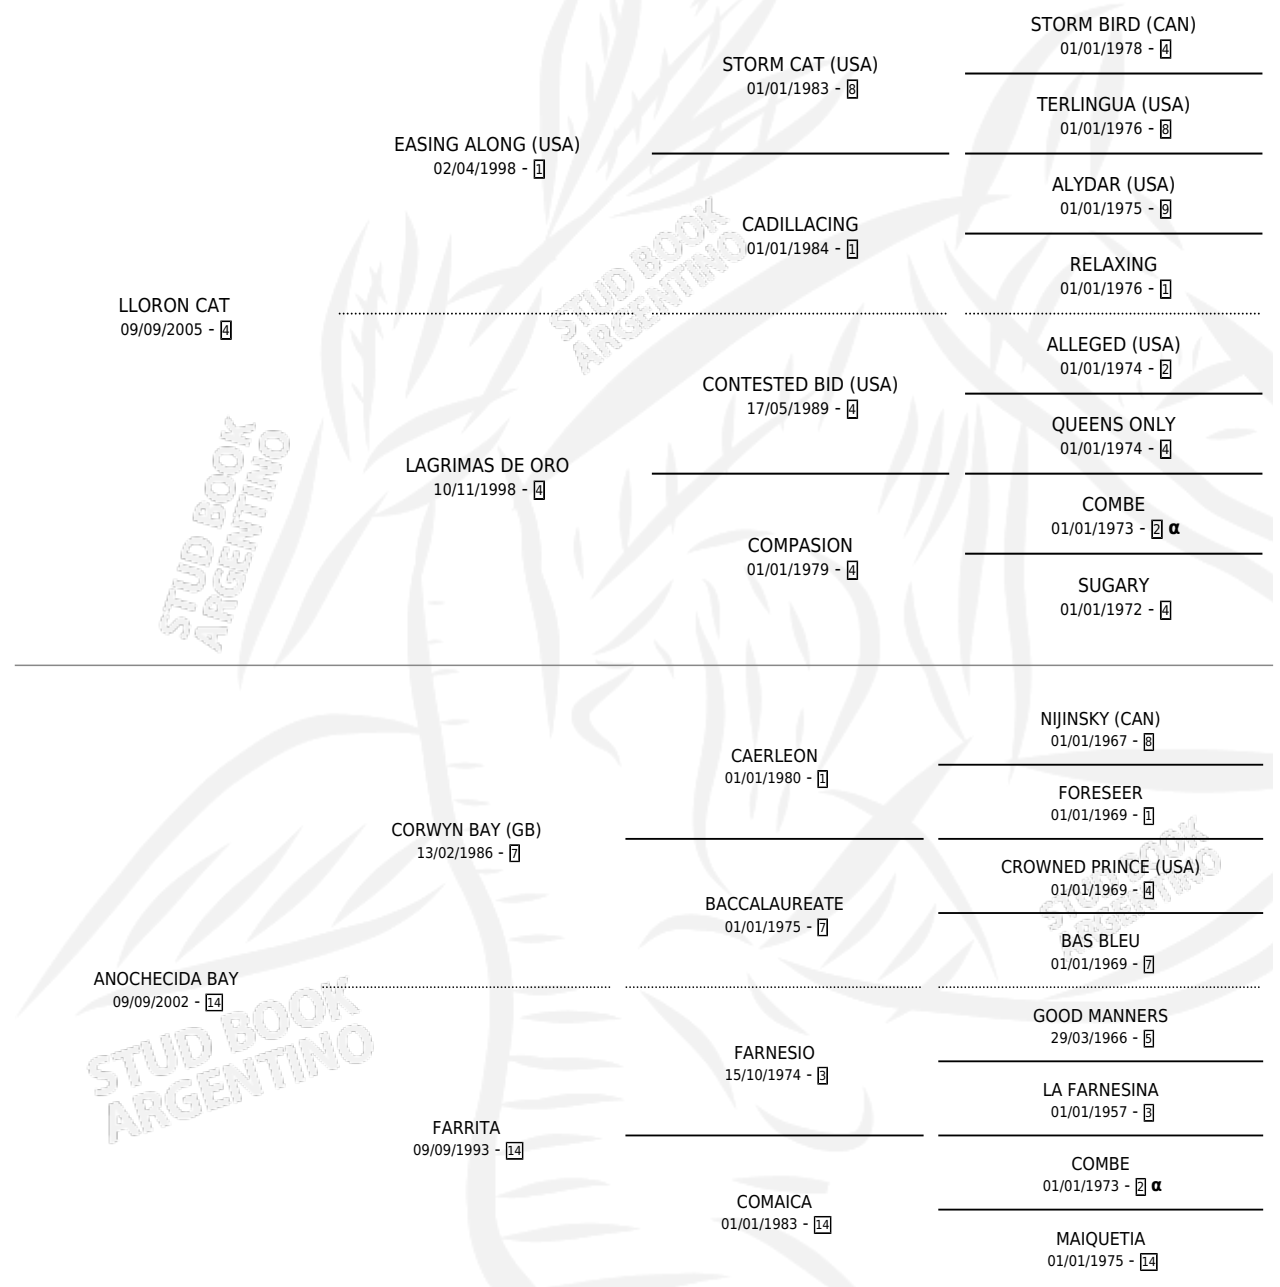 STORM BIRD (CAN)
01/01/1978 - 4
STORM CAT (USA)
01/01/1983 - 8
TERLINGUA (USA)
01/01/1976 - 8
EASING ALONG (USA)
02/04/1998 - 1
ALYDAR (USA)
01/01/1975 - 9
CADILLACING
01/01/1984 - 1
RELAXING
01/01/1976 - 1
LLORON CAT
09/09/2005 - 4
ALLEGED (USA)
01/01/1974 - 2
CONTESTED BID (USA)
17/05/1989 - 4
QUEENS ONLY
01/01/1974 - 4
LAGRIMAS DE ORO
10/11/1998 - 4
COMBE
01/01/1973 - 2 α
COMPASION
01/01/1979 - 4
SUGARY
01/01/1972 - 4
NIJINSKY (CAN)
01/01/1967 - 8
CAERLEON
01/01/1980 - 1
FORESEER
01/01/1969 - 1
CORWYN BAY (GB)
13/02/1986 - 7
CROWNED PRINCE (USA)
01/01/1969 - 4
BACCALAUREATE
01/01/1975 - 7
BAS BLEU
01/01/1969 - 7
ANOCHECIDA BAY
09/09/2002 - 14
GOOD MANNERS
29/03/1966 - 5
FARNESIO
15/10/1974 - 3
LA FARNESINA
01/01/1957 - 3
FARRITA
09/09/1993 - 14
COMBE
01/01/1973 - 2 α
COMAICA
01/01/1983 - 14
MAIQUETIA
01/01/1975 - 14
STUD BOOK
ARGENTINO
STUD BOOK
ARGENTINO
STUD BOOK
ARGENTINO
STUD BOOK
ARGENTINO